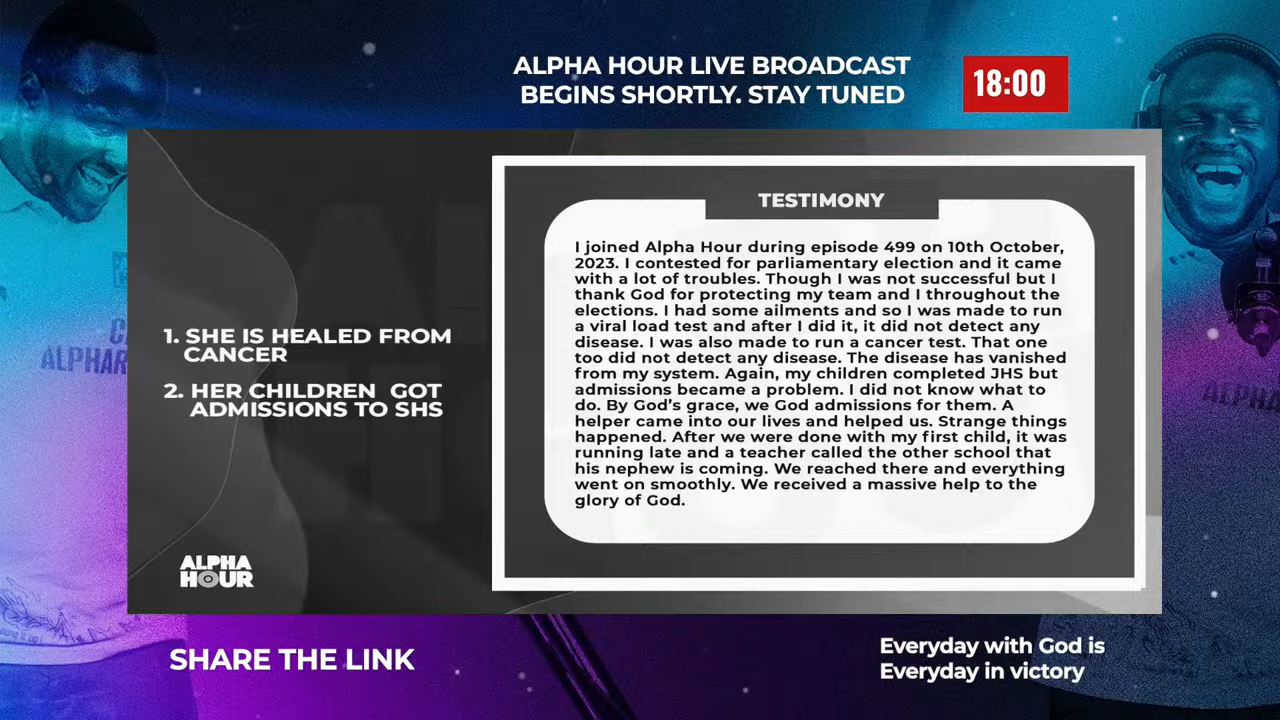 ALPHA HOUR LIVE BROADCAST
BEGINS SHORTLY. STAY TUNED
18:00
TESTIMONY
I joined Alpha Hour during episode 499 on 10th October,
2023. I contested for parliamentary election and it came
with a lot of troubles. Though I was not successful but I
thank God for protecting my team and I throughout the
elections. I had some ailments and so I was made to run
a viral load test and after I did it, it did not detect any
disease. I was also made to run a cancer test. That one
too did not detect any disease. The disease has vanished
from my system. Again, my children completed JHS but
admissions became a problem. I did not know what to
do. By God's grace, we God admissions for them. A
helper came into our lives and helped us. Strange things
happened. After we were done with my first child, it was
running late and a teacher called the other school that
his nephew is coming. We reached there and everything
went on smoothly. We received a massive help to the
glory of God.
1. SHE IS HEALED FROM
CANCER
2. HER CHILDREN GOT
ADMISSIONS TO SHS
ALPHA
HOUR
SHARE THE LINK
Everyday with God is
Everyday in victory